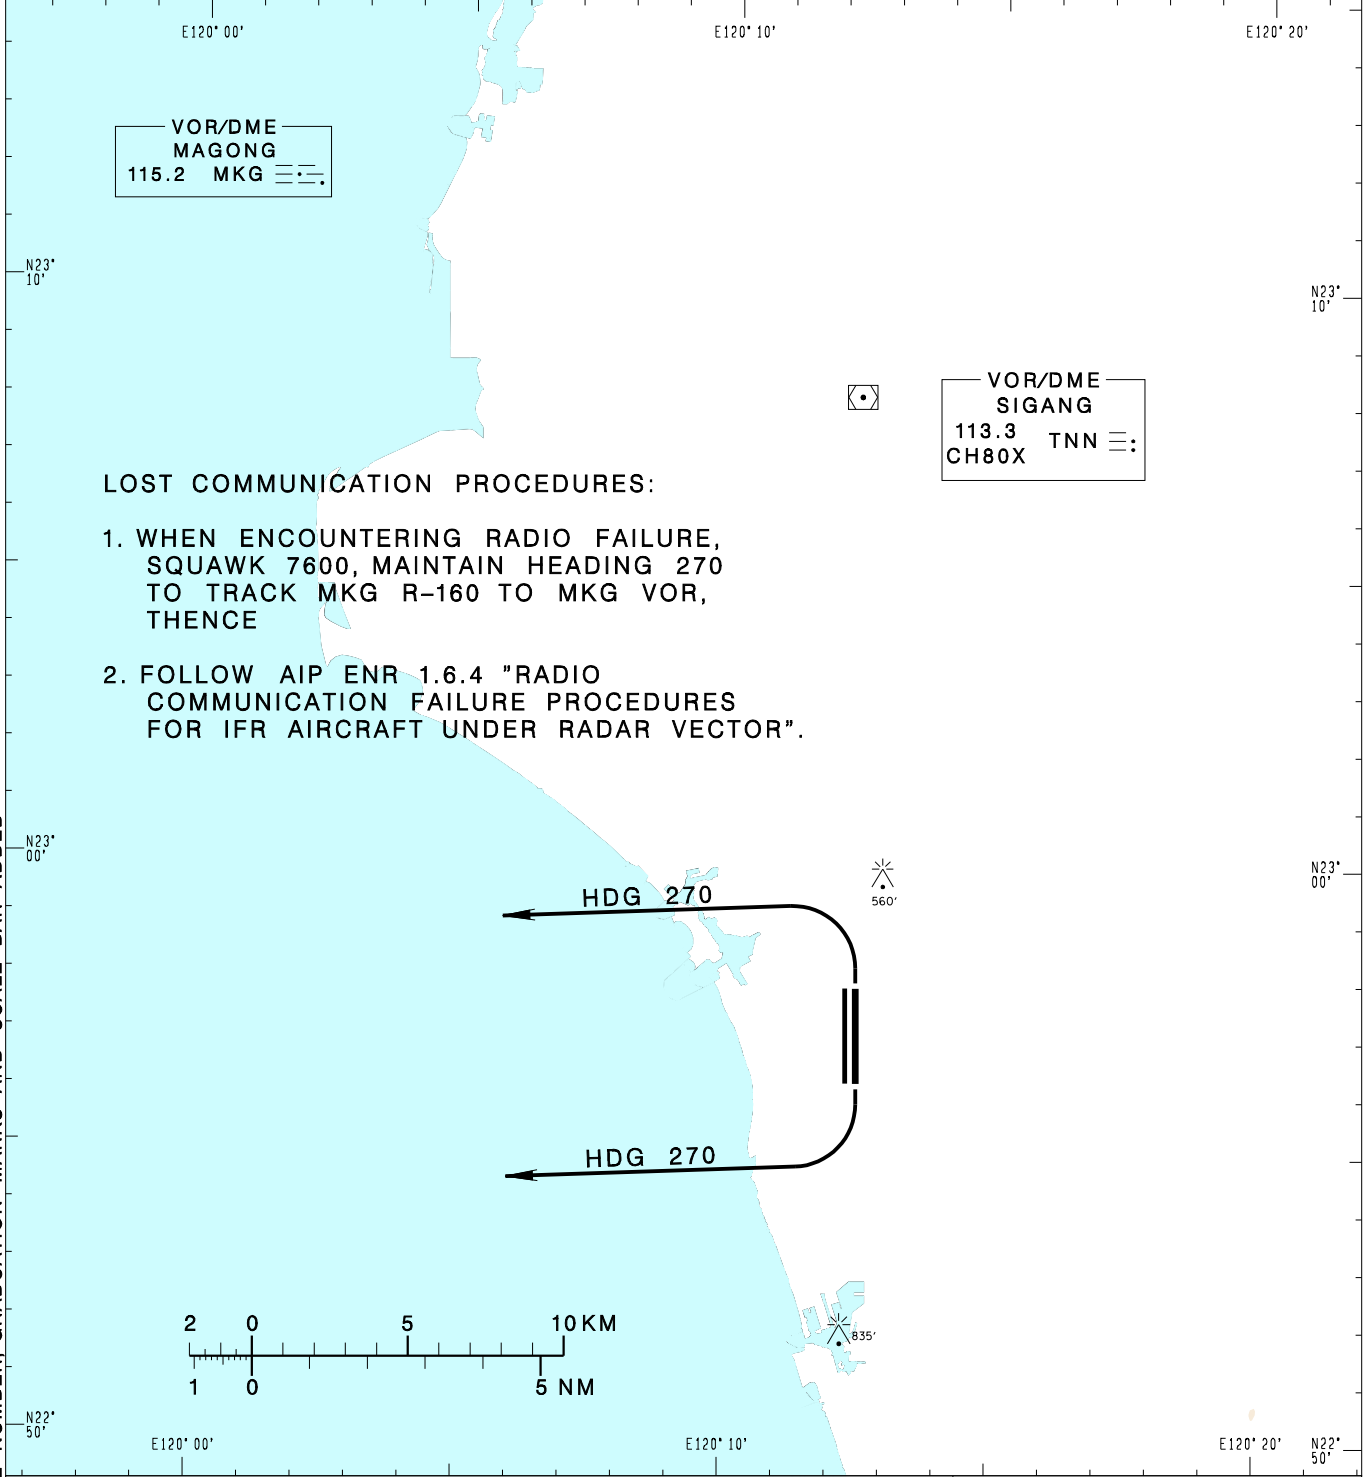 E120° 00'
E120° 10'
E120° 20'
VOR/DME
MAGONG
115.2 MKG
N23°
10'
N23°
10'
VOR/DME
SIGANG
113.3 TNN
CH80X
LOST COMMUNICATION PROCEDURES:
1. WHEN ENCOUNTERING RADIO FAILURE,
SQUAWK 7600, MAINTAIN HEADING 270
TO TRACK MKG R–160 TO MKG VOR,
THENCE
2. FOLLOW AIP ENR 1.6.4 "RADIO
COMMUNICATION FAILURE PROCEDURES
FOR IFR AIRCRAFT UNDER RADAR VECTOR".
N23°
00'
N23°
00'
560'
HDG 270
HDG 270
2 0 5 10 KM
1 0 5 NM
835'
N22°
50'
E120° 00'
E120° 10'
E120° 20'
N22°
50'